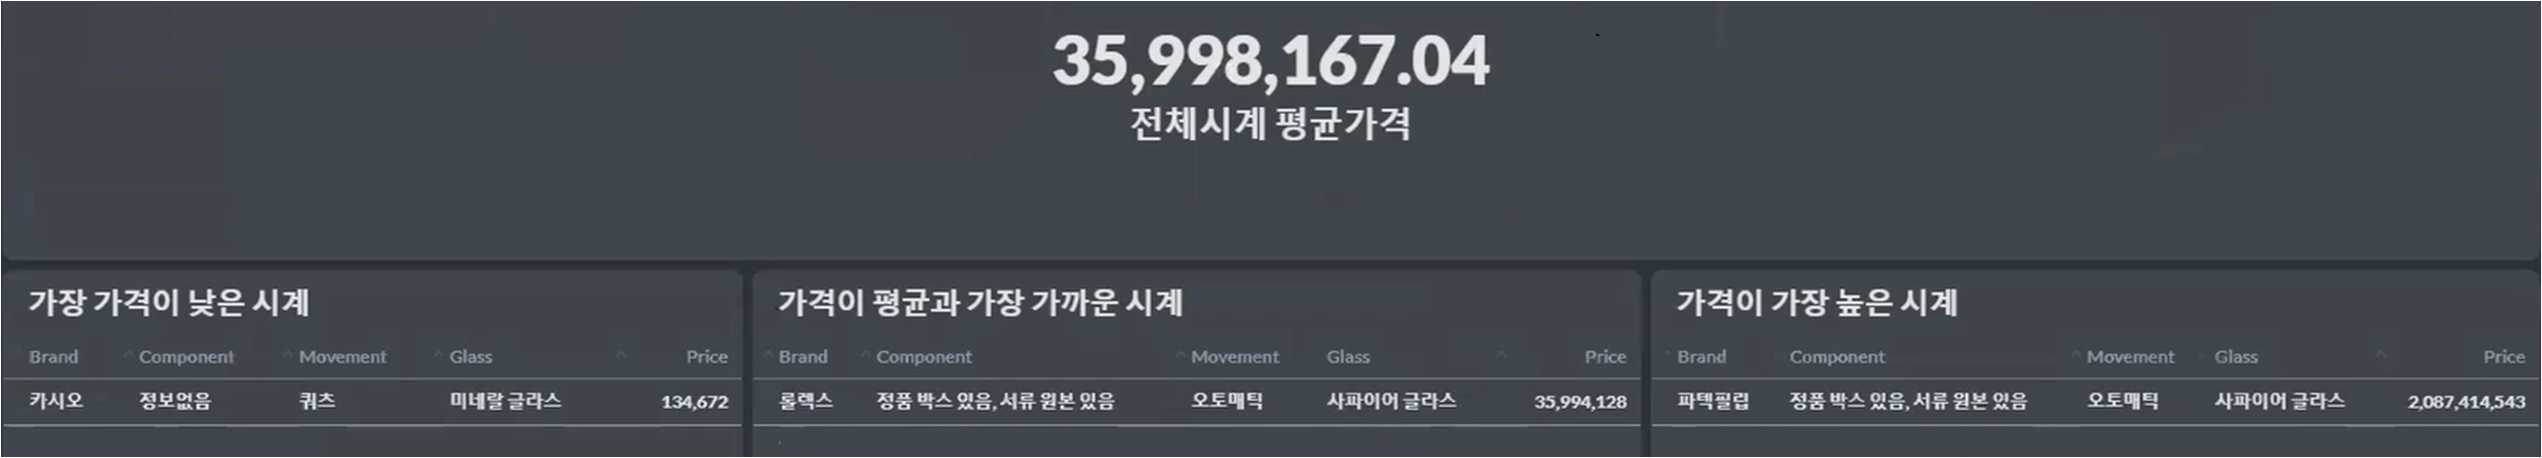 35,998,167.04
전체시계 평균가격
가장 가격이 낮은 시계
Brand Component Movement Glass Price
카시오 정보없음 쿼츠 미네랄 글라스 134,672
가격이 평균과 가장 가까운 시계
Brand Component Movement Glass Price
롤렉스 정품 박스 있음, 서류 원본 있음 오토매틱 사파이어 글라스 35,994,128
가격이 가장 높은 시계
Brand Component Movement Glass Price
파텍필립 정품 박스 있음, 서류 원본 있음 오토매틱 사파이어 글라스 2,087,414,543